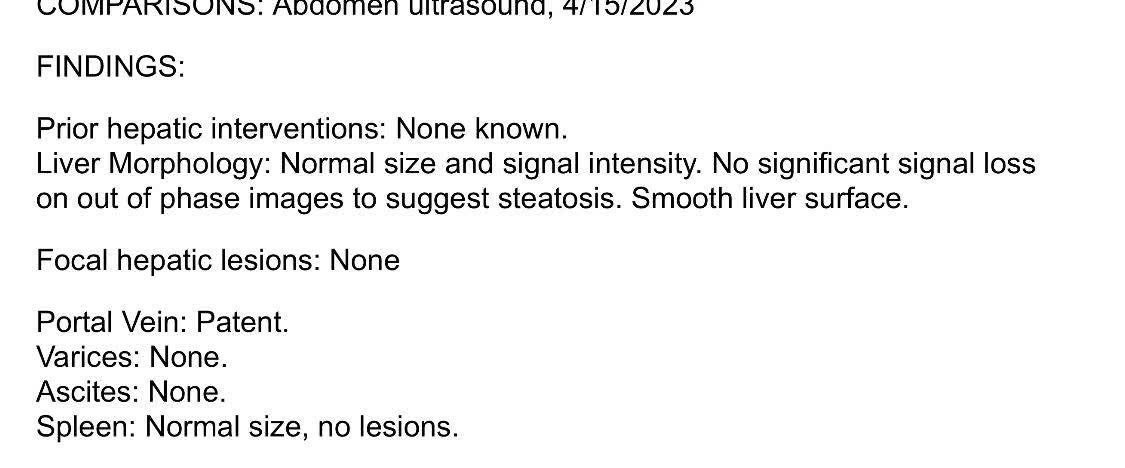 COMPARISONS: Abdomen ultrasound, 4/15/2023
FINDINGS:
Prior hepatic interventions: None known.
Liver Morphology: Normal size and signal intensity. No significant signal loss
on out of phase images to suggest steatosis. Smooth liver surface.
Focal hepatic lesions: None
Portal Vein: Patent.
Varices: None.
Ascites: None.
Spleen: Normal size, no lesions.